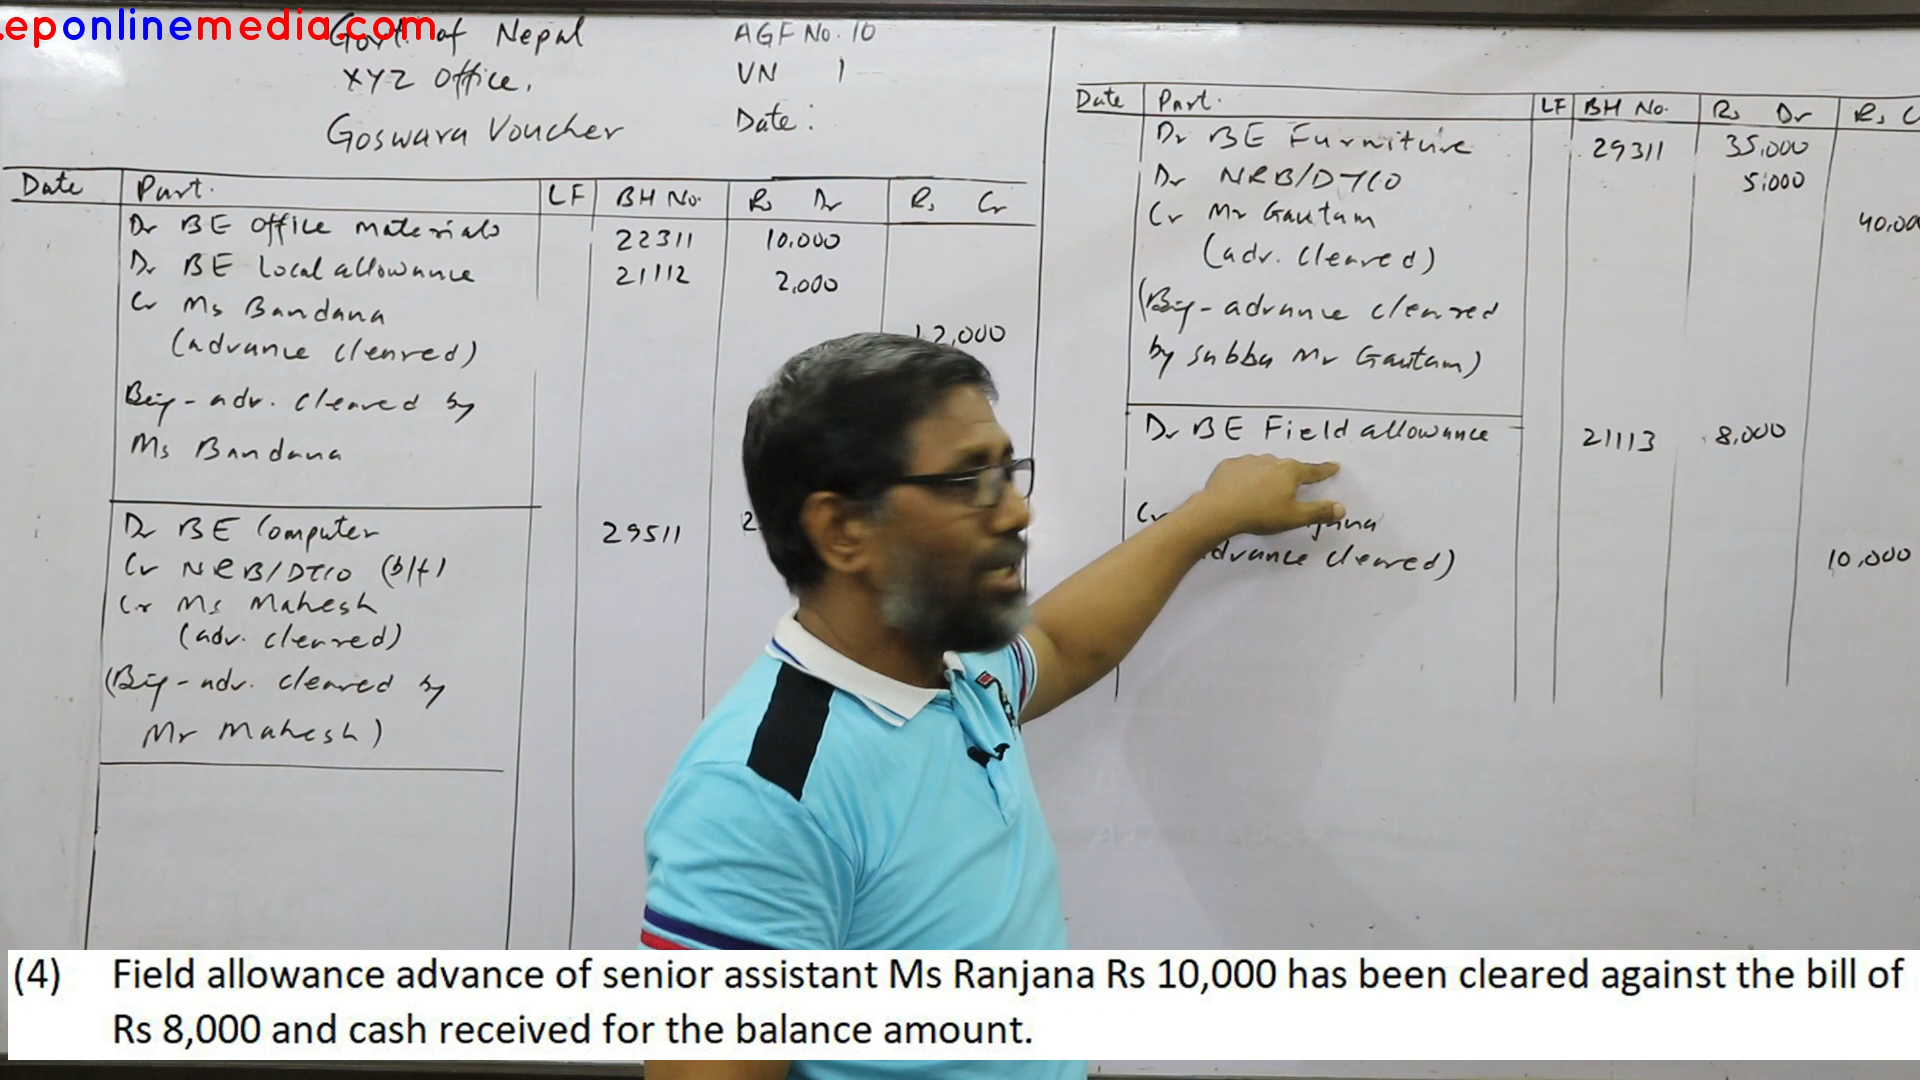 eponlinemedia.com
Govt. of Nepal
XYZ Office,
Goswara Voucher
AGF No. 10
VN 1
Date:
Date Part. LF BH No. Rs Dr Rs Cr
Dr BE Office materials 22311 10,000
Dr BE Local allowance 21112 2,000
Cr Ms Bandana
(advance cleared) 12,000
Being - adv. cleared by
Ms Bandana
Dr BE Computer 29511 2
Cr NRB/DTCO (b/f)
Cr Ms Mahesh
(adv. cleared)
(Being - adv. cleared by
Mr Mahesh)
Date Part. LF BH No. Rs Dr Rs C
Dr BE Furniture 29311 35,000
Dr NRB/DTCO 5,000
Cr Mr Gautam 40,00
(adv. cleared)
(Being - advance cleared
by subba Mr Gautam)
Dr BE Field allowance 21113 8,000
Cr jana
dvance cleared) 10,000
(4) Field allowance advance of senior assistant Ms Ranjana Rs 10,000 has been cleared against the bill of
Rs 8,000 and cash received for the balance amount.